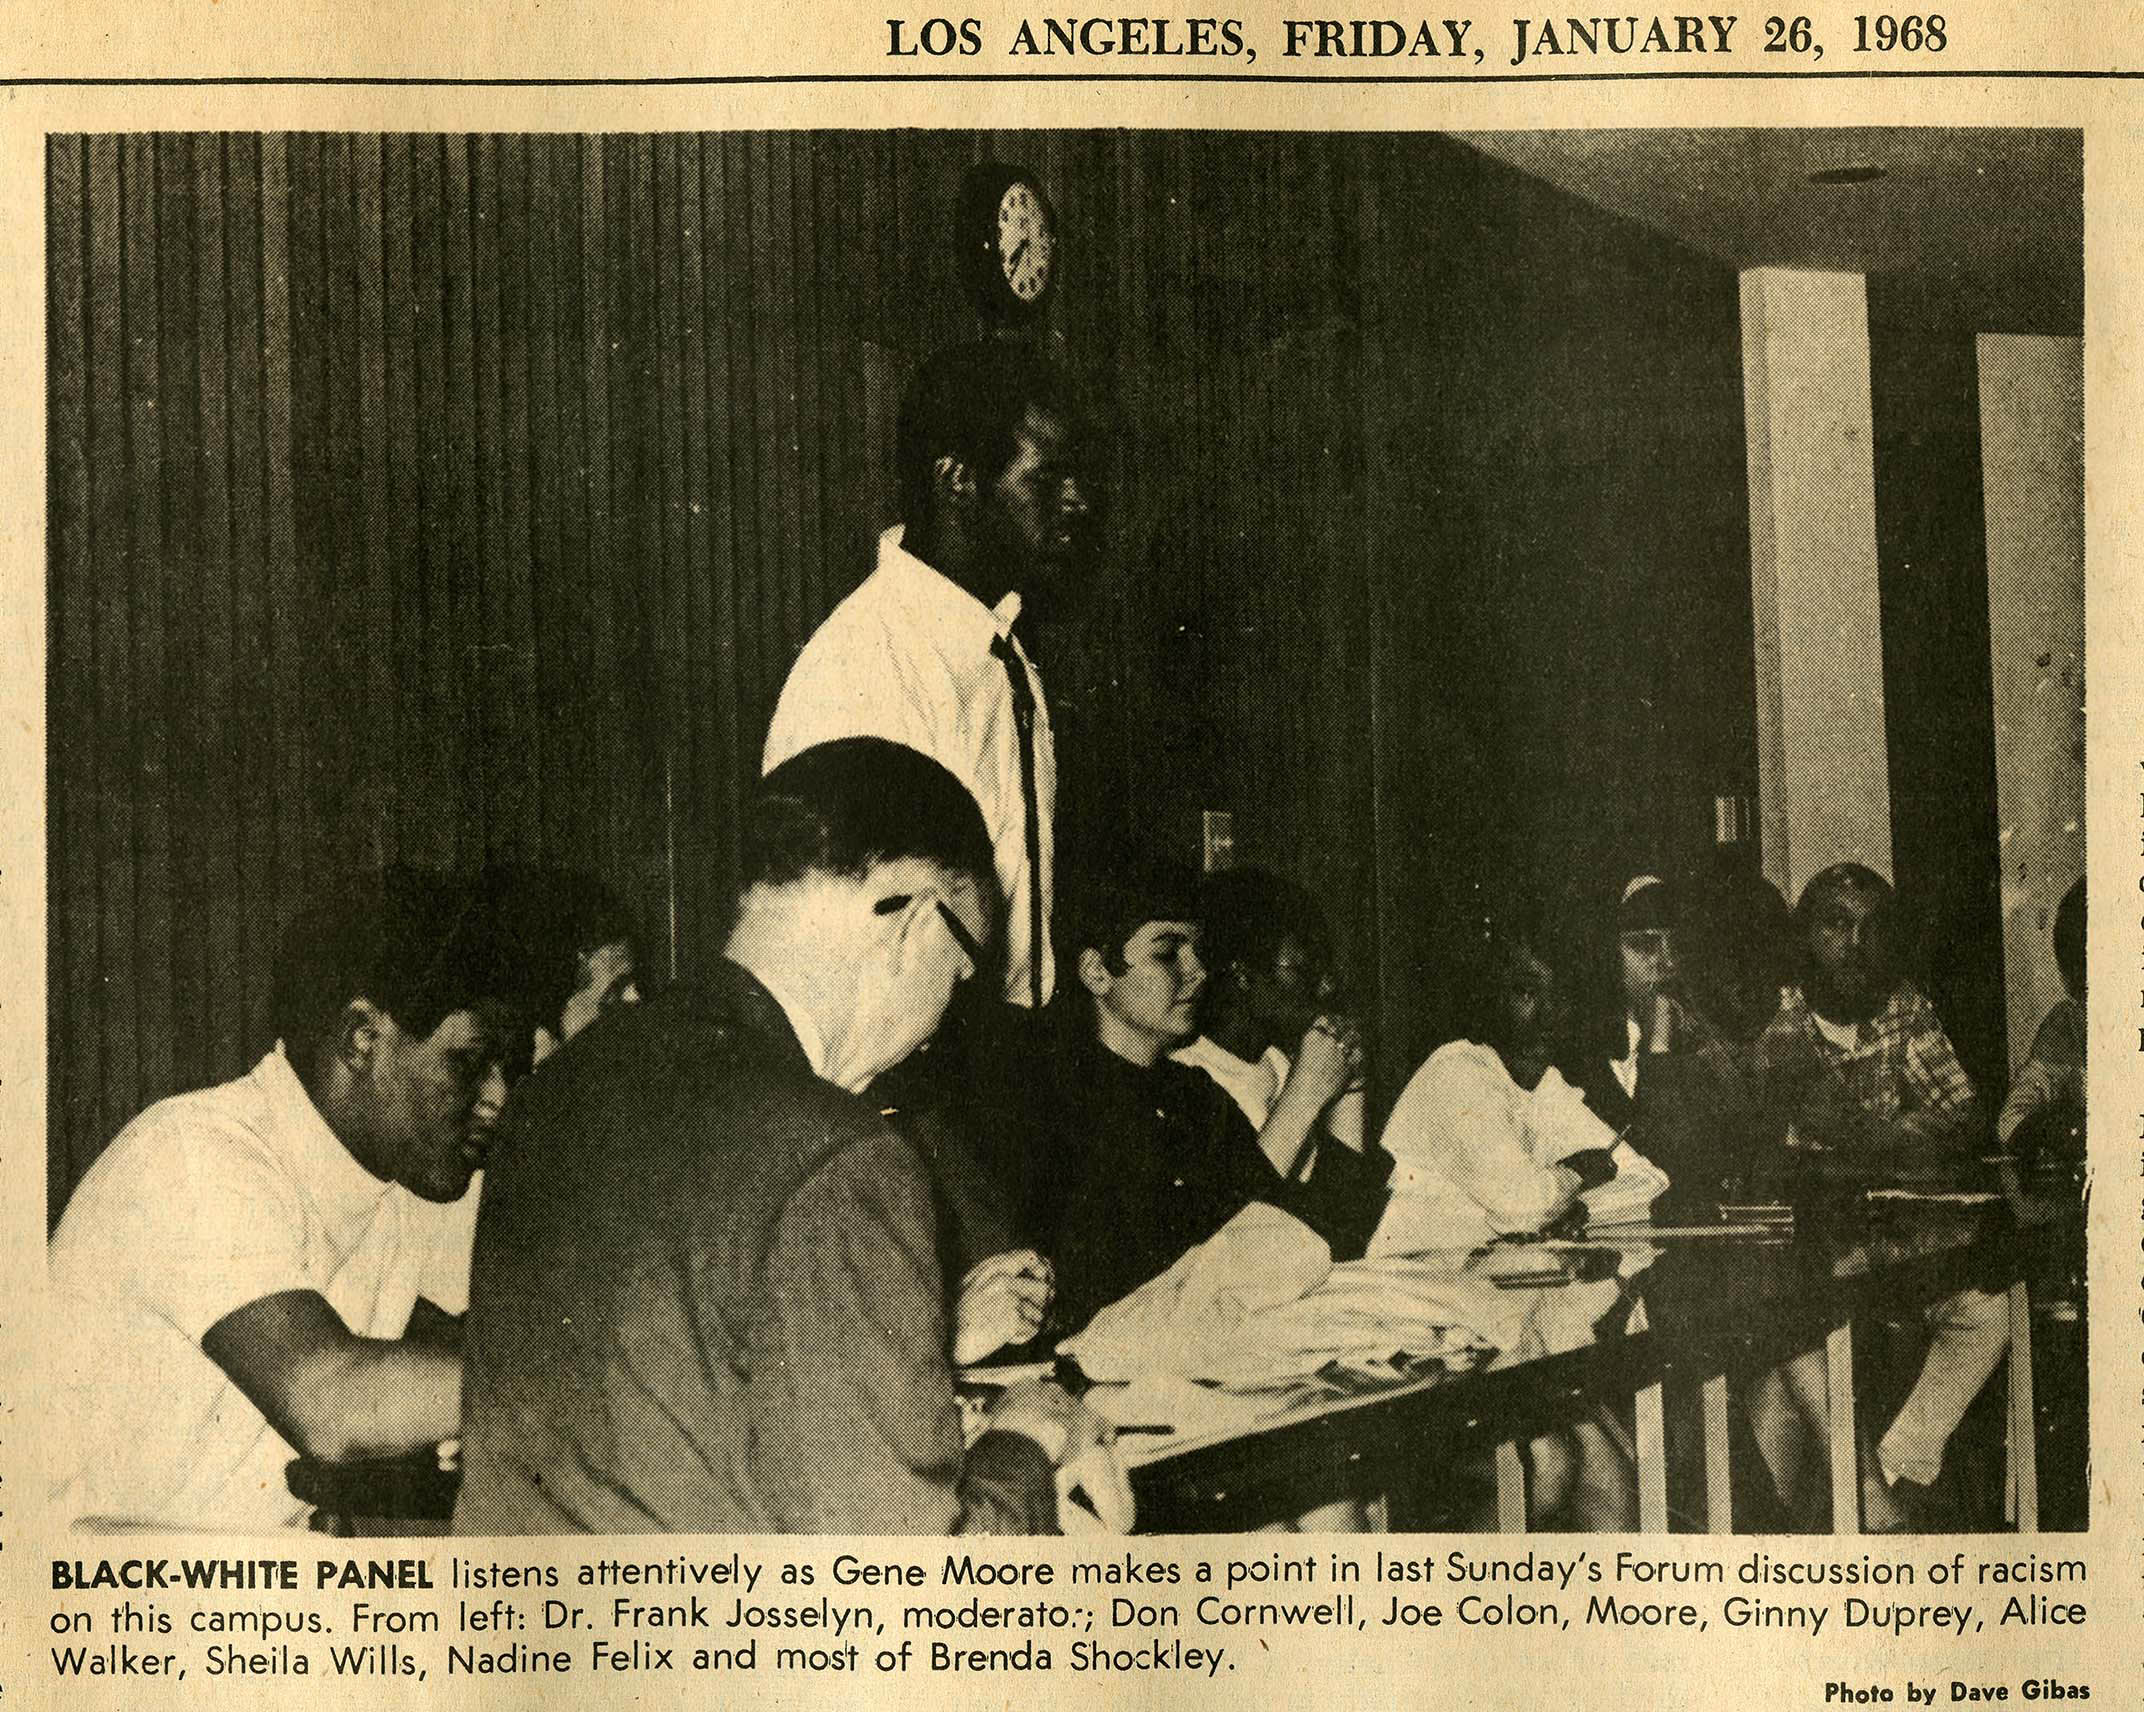 LOS ANGELES, FRIDAY, JANUARY 26, 1968
BLACK-WHITE PANEL listens attentively as Gene Moore makes a point in last Sunday's Forum discussion of racism
on this campus. From left: Dr. Frank Josselyn, moderato.; Don Cornwell, Joe Colon, Moore, Ginny Duprey, Alice
Walker, Sheila Wills, Nadine Felix and most of Brenda Shockley.
Photo by Dave Gibas